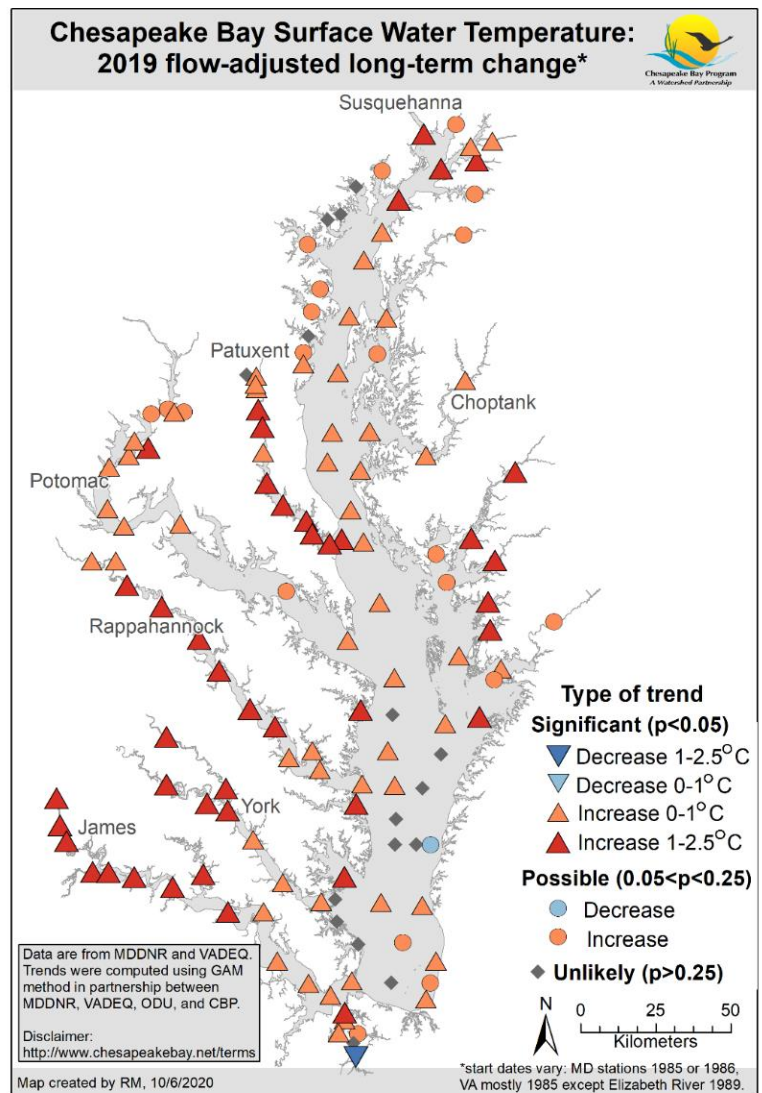 Chesapeake Bay Surface Water Temperature:
2019 flow-adjusted long-term change*
Chesapeake Bay Program
A Watershed Partnership
Susquehanna
Patuxent
Choptank
Potomac
Rappahannock
York
James
Type of trend
Significant (p<0.05)
Decrease 1-2.5°C
Decrease 0-1°C
Increase 0-1°C
Increase 1-2.5°C
Possible (0.05<p<0.25)
Decrease
Increase
Unlikely (p>0.25)
N
0 25 50
Kilometers
Data are from MDDNR and VADEQ.
Trends were computed using GAM
method in partnership between
MDDNR, VADEQ, ODU, and CBP.
Disclaimer:
http://www.chesapeakebay.net/terms
*start dates vary: MD stations 1985 or 1986,
VA mostly 1985 except Elizabeth River 1989.
Map created by RM, 10/6/2020